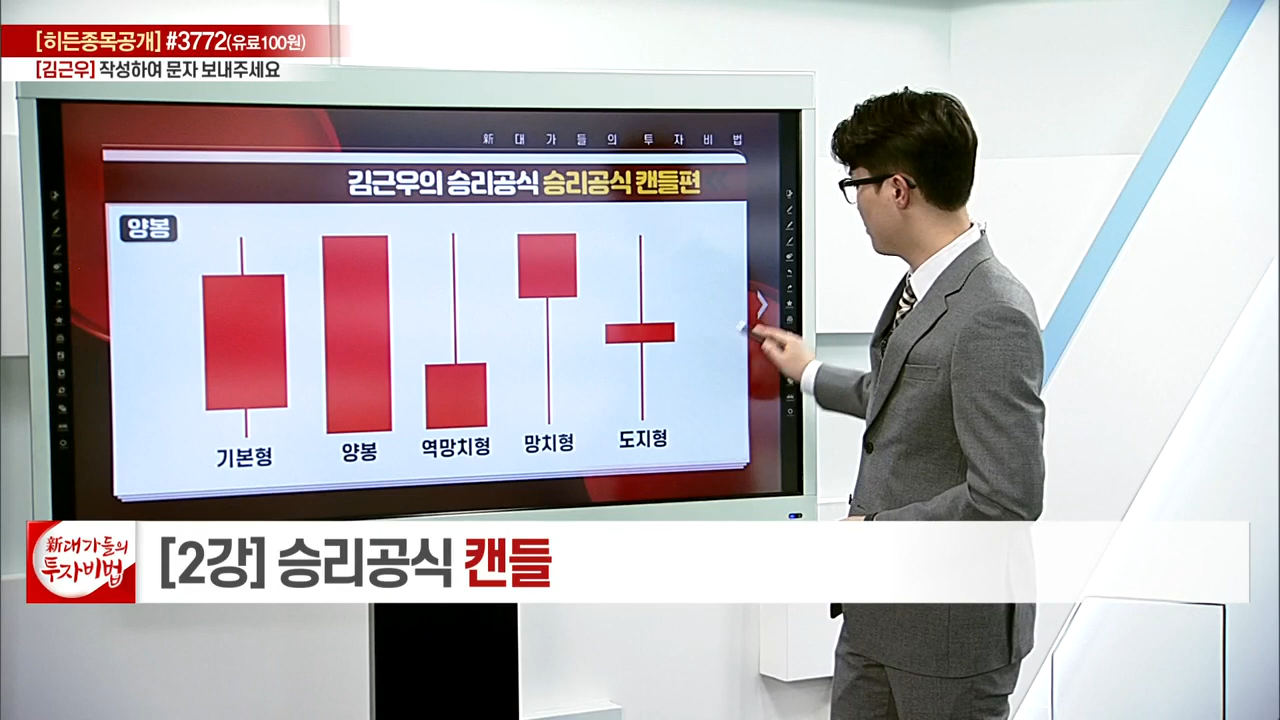 [히든종목공개] #3772(유료100원)
[김근우] 작성하여 문자 보내주세요
新 대 가 들 의 투 자 비 법
김근우의 승리공식 승리공식 캔들편
양봉
기본형 양봉 역망치형 망치형 도지형
新대가들의
투자비법
[2강] 승리공식 캔들